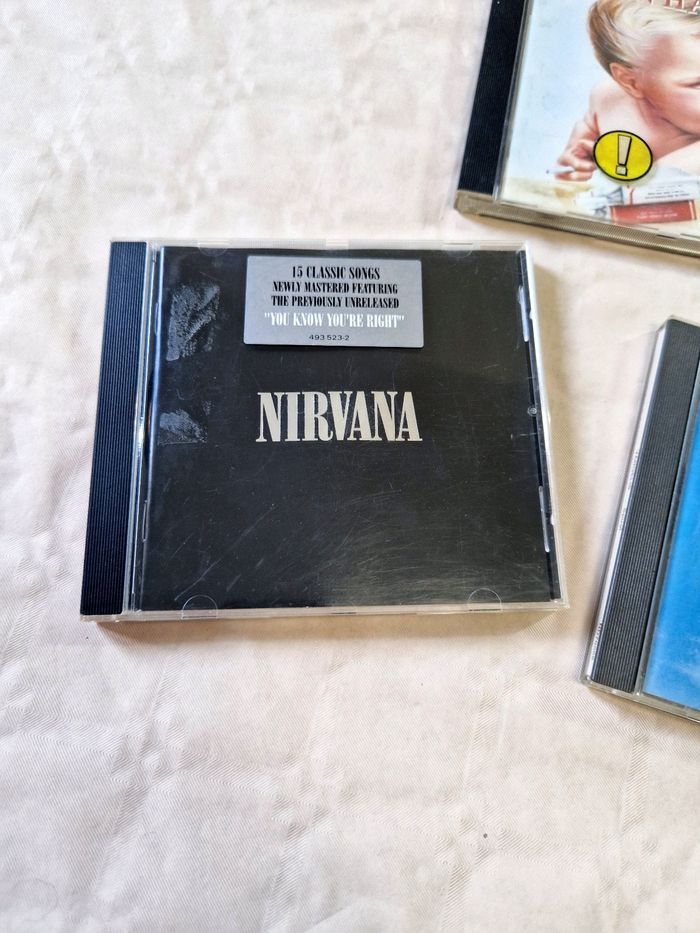 15 CLASSIC SONGS
NEWLY MASTERED FEATURING
THE PREVIOUSLY UNRELEASED
"YOU KNOW YOU'RE RIGHT"
493 523-2
NIRVANA
!